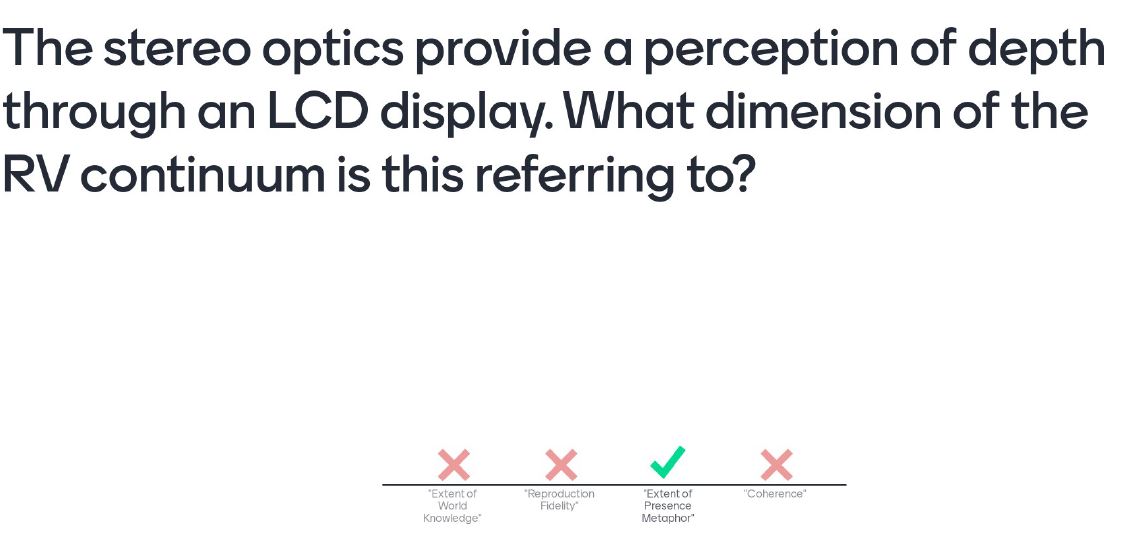 The stereo optics provide a perception of depth
through an LCD display. What dimension of the
RV continuum is this referring to?
"Extent of
World
Knowledge"
"Reproduction
Fidelity"
"Extent of
Presence
Metaphor"
"Coherence"